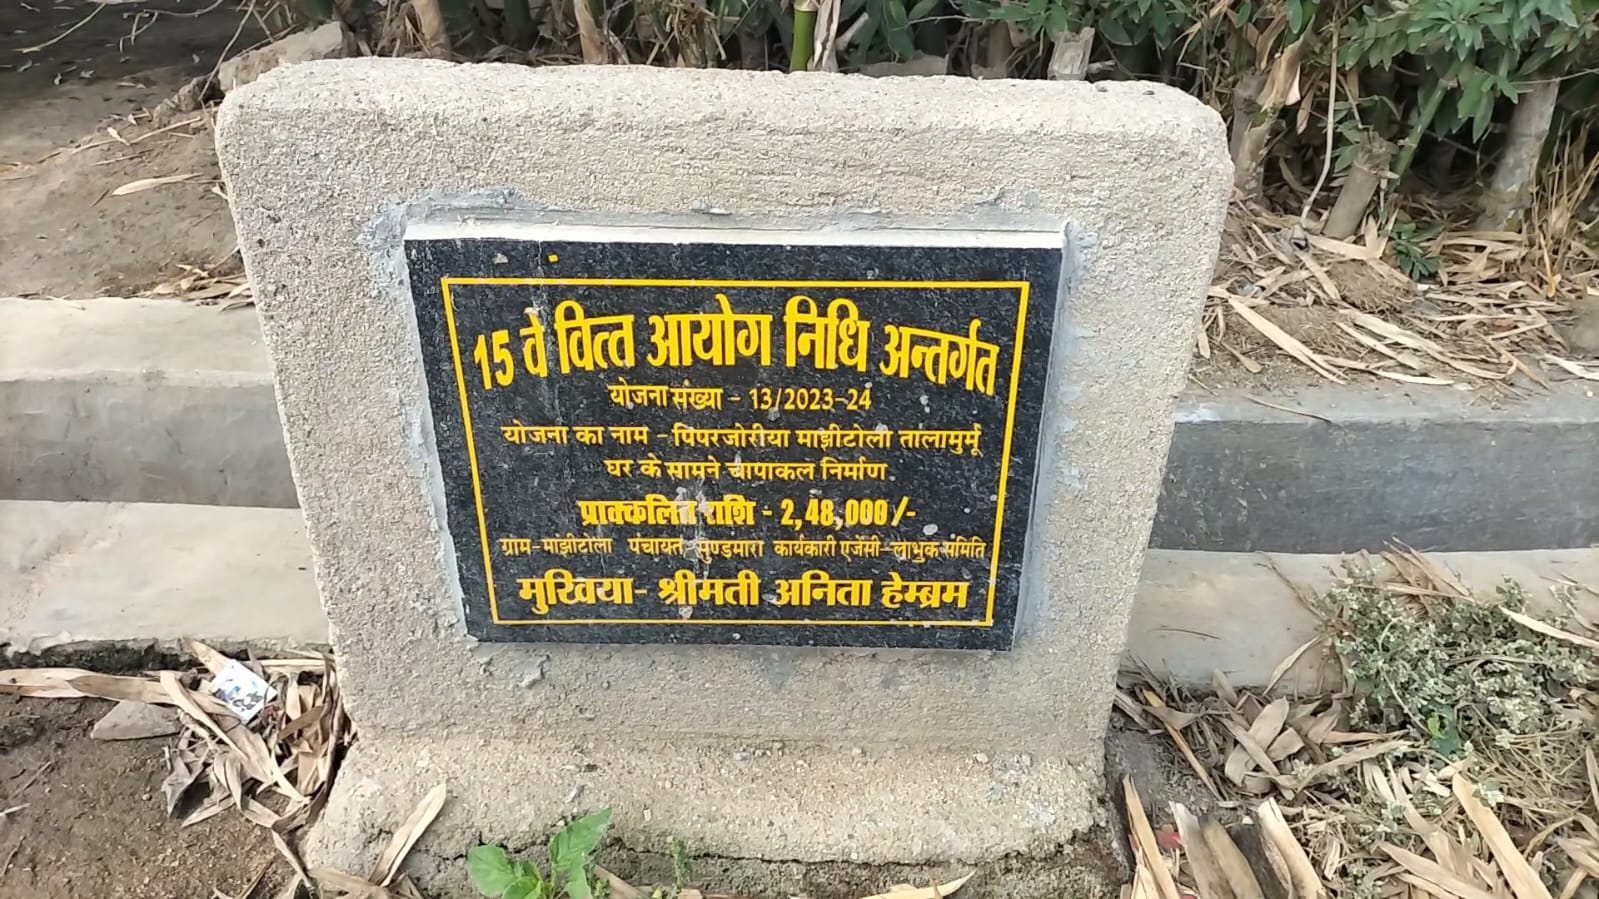 15 वे वित्त आयोग निधि अन्तर्गत
योजना संख्या - 13/2023-24
योजना का नाम - पिपरजोरीया माझीटोला तालामुर्मू
घर के सामने चापाकल निर्माण
प्राक्कलित राशि - 2,48,000/-
ग्राम-माझीटोला पंचायत-सुण्डमारा कार्यकारी एजेंसी-लाभुक समिति
मुखिया- श्रीमती अनिता हेम्ब्रम